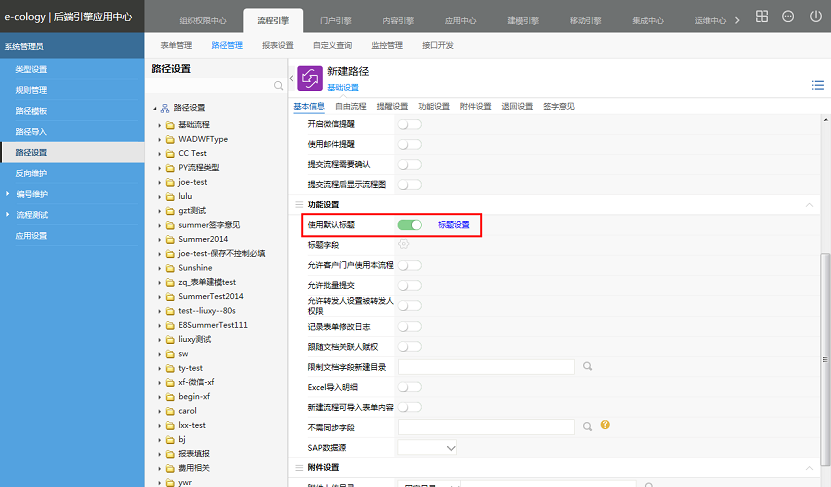 e-cology | 后端引擎应用中心
组织权限中心 流程引擎 门户引擎 内容引擎 应用中心 建模引擎 移动引擎 集成中心 运维中心
系统管理员
表单管理 路径管理 报表设置 自定义查询 监控管理 接口开发
类型设置
规则管理
路径模板
路径导入
路径设置
反向维护
编号维护
流程测试
应用设置
路径设置
路径设置
基础流程
WADWFType
CC Test
PY流程类型
joe-test
lulu
gzt测试
summer签字意见
Summer2014
joe-test-保存不控制必填
Sunshine
zq_表单建模test
SummerTest2014
test--liuxy--80s
E8SummerTest111
liuxy测试
sw
ty-test
xf-微信-xf
begin-xf
carol
lxx-test
bj
报表填报
费用相关
ywr
新建路径
基础设置
基本信息 自由流程 提醒设置 功能设置 附件设置 退回设置 签字意见
开启微信提醒
使用邮件提醒
提交流程需要确认
提交流程后显示流程图
功能设置
使用默认标题 标题设置
标题字段
允许客户门户使用本流程
允许批量提交
允许转发人设置被转发人
权限
记录表单修改日志
跟随文档关联人赋权
限制文档字段新建目录
Excel导入明细
新建流程可导入表单内容
不需同步字段
SAP数据源
附件设置